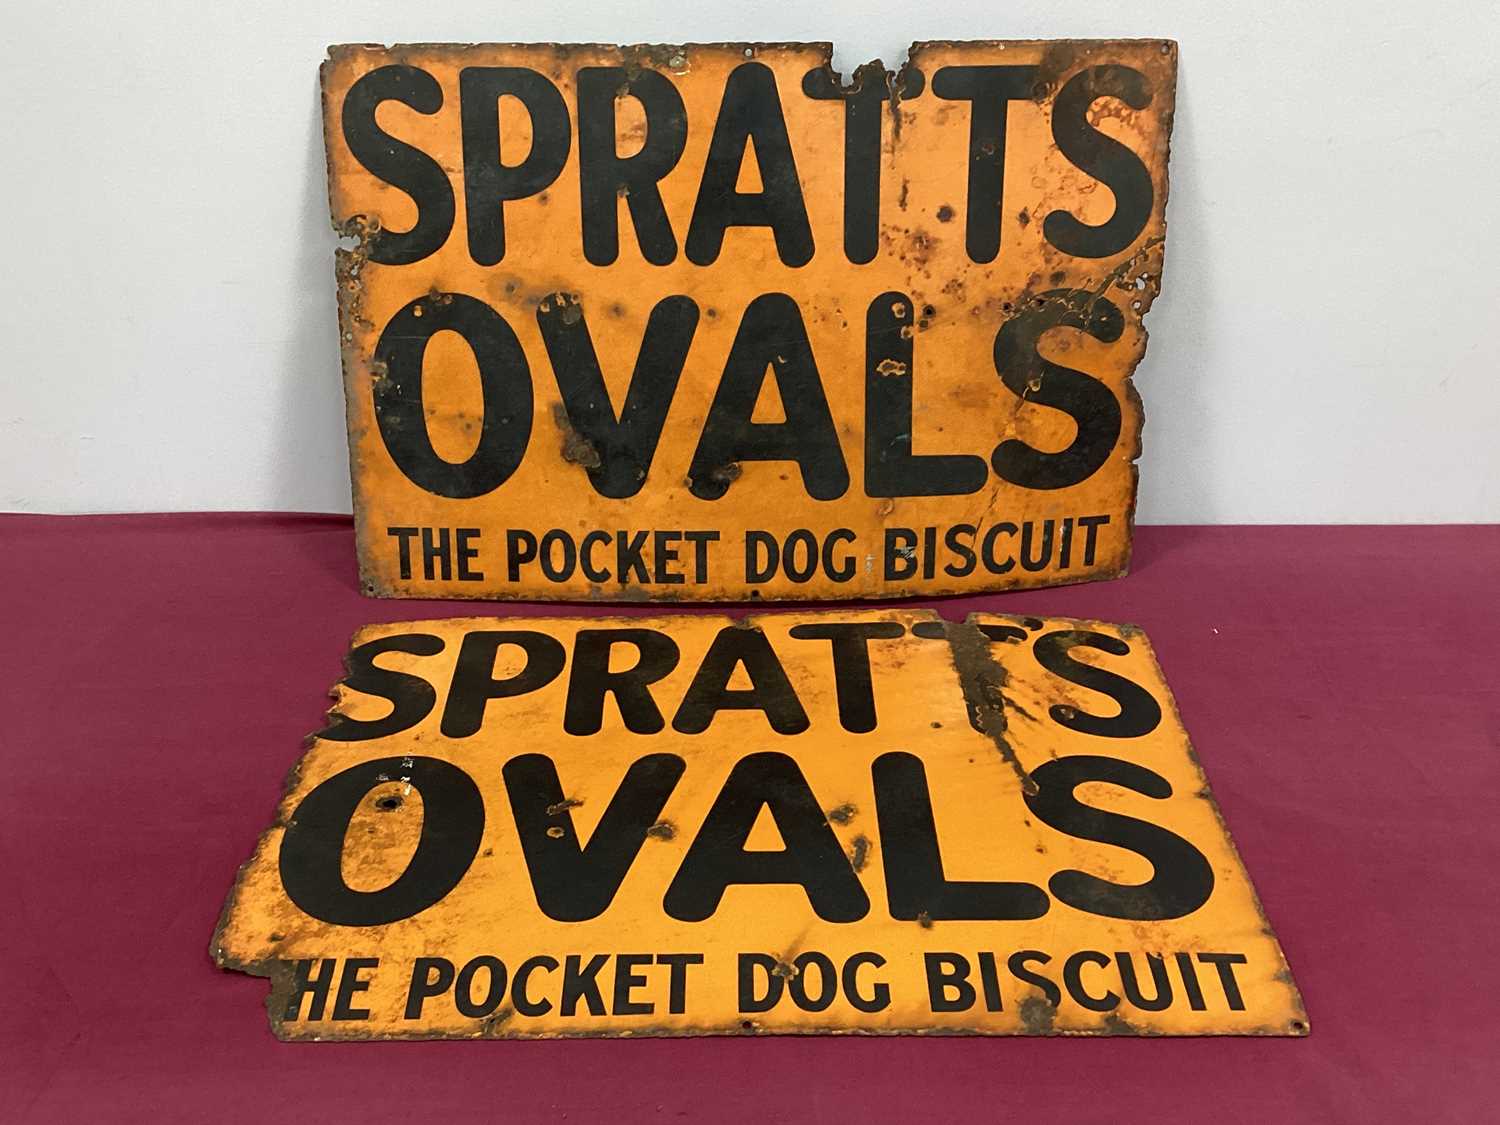 SPRATTS
OVALS
THE POCKET DOG BISCUIT
SPRATTS
OVALS
HE POCKET DOG BISCUIT